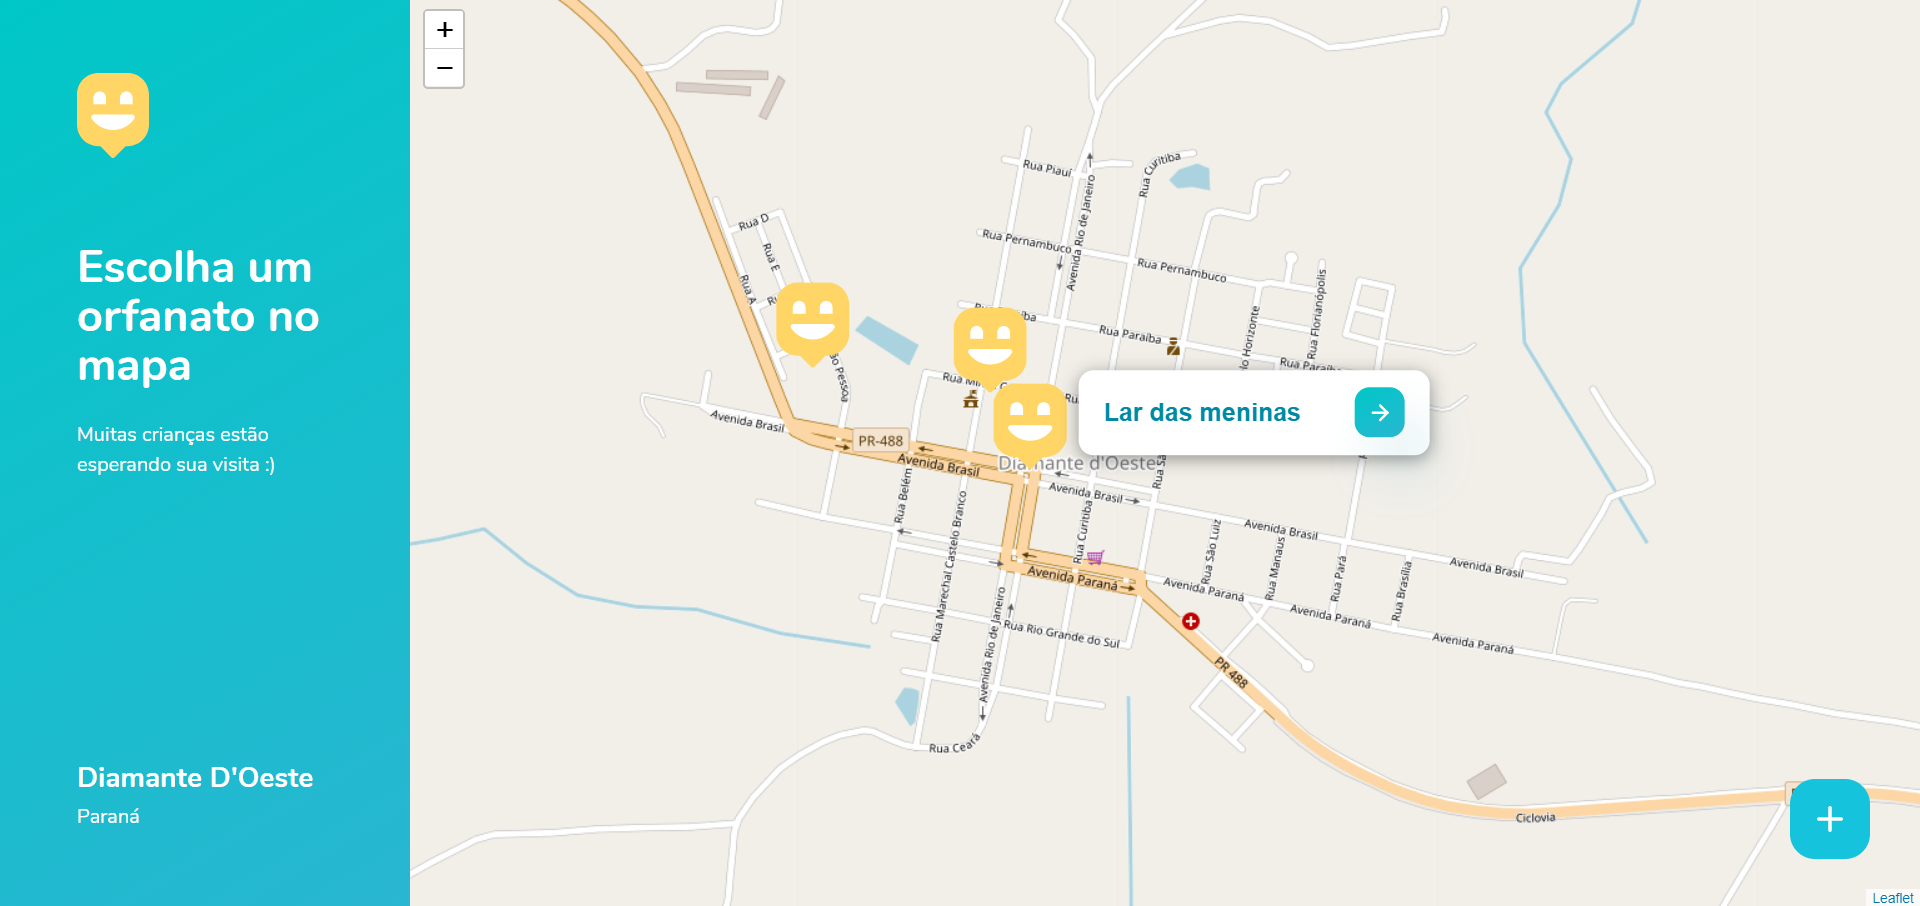 Escolha um
orfanato no
mapa
Muitas crianças estão
esperando sua visita :)
Diamante D'Oeste
Paraná
+
−
Rua Piauí
Rua Curitiba
Avenida Rio de Janeiro
Rua D
Rua E
Rua A
Rua Pernambuco
Rua Pernambuco
Rua Florianópolis
Rua Paraíba
Rua Paraíba
Lar das meninas
Avenida Brasil
PR-488
Avenida Brasil
Diamante d'Oeste
Avenida Brasil
Avenida Brasil
Avenida Brasil
Rua Belém
Rua Marechal Castelo Branco
Rua Curitiba
Rua São Luiz
Rua Manaus
Rua Pará
Rua Brasília
Avenida Paraná
Avenida Paraná
Avenida Paraná
Avenida Paraná
Rua Rio Grande do Sul
Avenida Rio de Janeiro
PR 488
Rua Ceará
Ciclovia
Leaflet